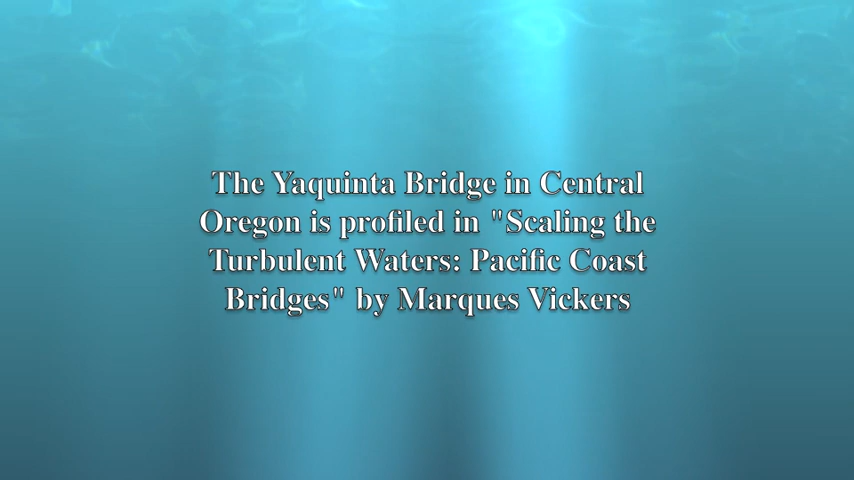 The Yaquinta Bridge in Central
Oregon is profiled in "Scaling the
Turbulent Waters: Pacific Coast
Bridges" by Marques Vickers